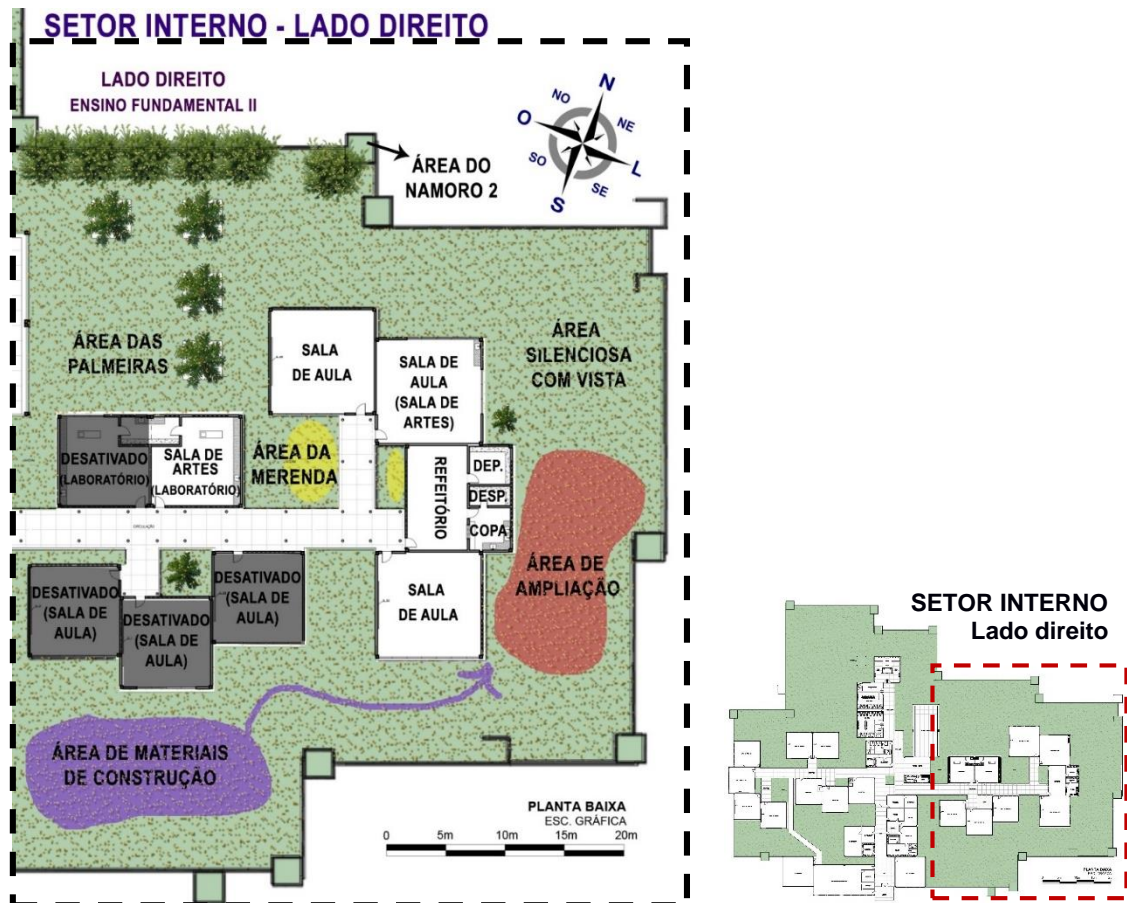 SETOR INTERNO - LADO DIREITO
LADO DIREITO
ENSINO FUNDAMENTAL II
N
NO
NE
O
L
SO
SE
S
ÁREA DO
NAMORO 2
ÁREA DAS
PALMEIRAS
SALA
DE AULA
SALA DE
AULA
(SALA DE
ARTES)
ÁREA
SILENCIOSA
COM VISTA
DESATIVADO
(LABORATÓRIO)
SALA DE
ARTES
(LABORATÓRIO)
ÁREA DA
MERENDA
REFEITÓRIO
DEP.
DESP.
COPA
CIRCULAÇÃO
ÁREA DE
AMPLIAÇÃO
DESATIVADO
(SALA DE
AULA)
DESATIVADO
(SALA DE
AULA)
DESATIVADO
(SALA DE
AULA)
SALA
DE AULA
ÁREA DE MATERIAIS
DE CONSTRUÇÃO
PLANTA BAIXA
ESC. GRÁFICA
0 5m 10m 15m 20m
SETOR INTERNO
Lado direito
PLANTA BAIXA